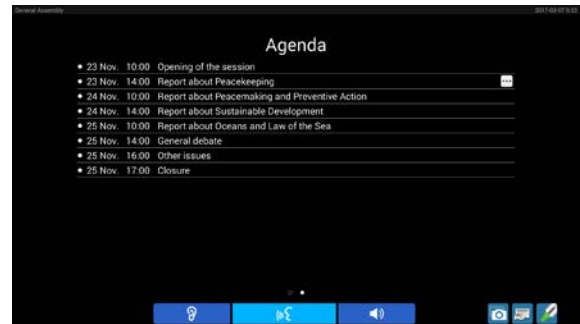 General Assembly
Agenda
23 Nov. 10:00 Opening of the session
23 Nov. 14:00 Report about Peacekeeping
24 Nov. 10:00 Report about Peacemaking and Preventive Action
24 Nov. 14:00 Report about Sustainable Development
25 Nov. 10:00 Report about Oceans and Law of the Sea
25 Nov. 14:00 General debate
25 Nov. 16:00 Other issues
25 Nov. 17:00 Closure